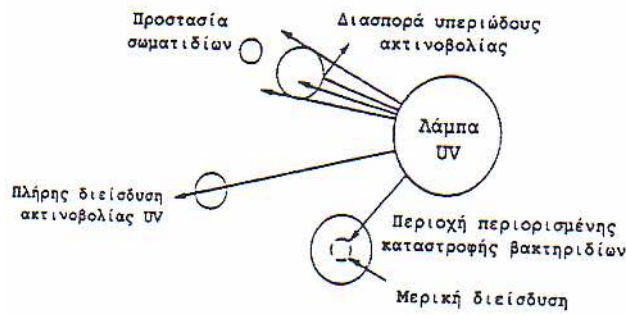 Προστασία
σωματιδίων
Διασπορά υπεριώδους
ακτινοβολίας
Λάμπα
UV
Πλήρης διείσδυση
ακτινοβολίας UV
Περιοχή περιορισμένης
καταστροφής βακτηριδίων
Μερική διείσδυση